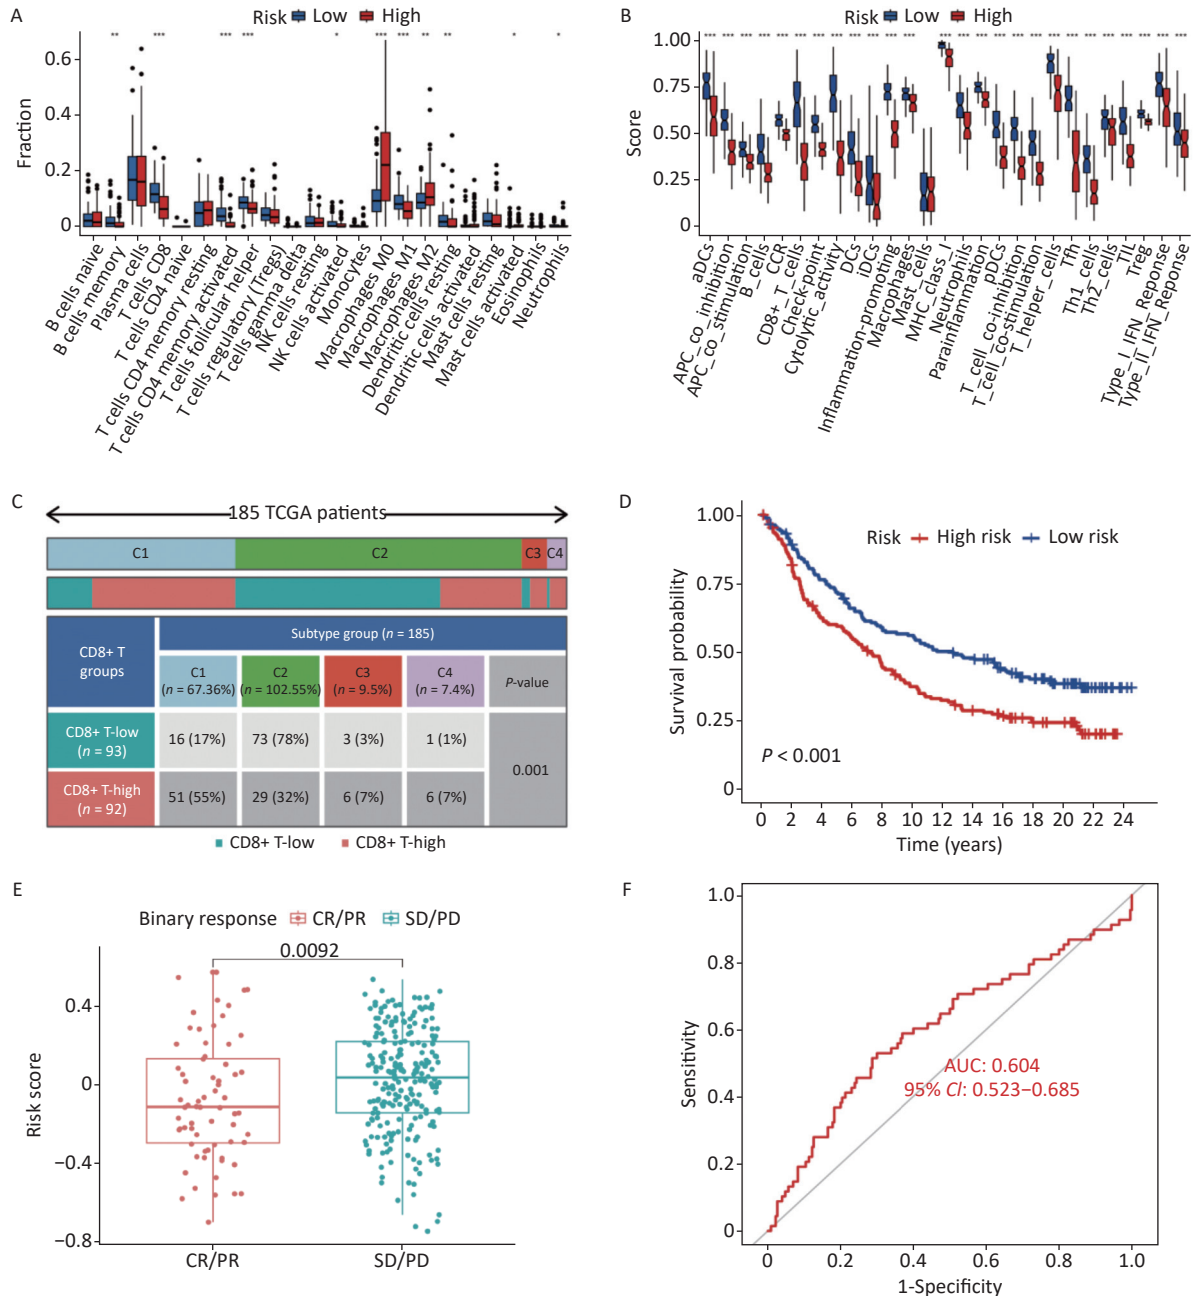 A
Risk Low High
** *** *** *** * *** *** ** ** * *
Fraction
0.6
0.4
0.2
0
B cells naive
B cells memory
Plasma cells
T cells CD8
T cells CD4 naive
T cells CD4 memory resting
T cells CD4 memory activated
T cells follicular helper
T cells regulatory (Tregs)
T cells gamma delta
NK cells resting
NK cells activated
Monocytes
Macrophages M0
Macrophages M1
Macrophages M2
Dendritic cells resting
Dendritic cells activated
Mast cells resting
Mast cells activated
Eosinophils
Neutrophils
B
Risk Low High
Score
1.00
0.75
0.50
0.25
0
aDCs
APC_co_inhibition
APC_co_stimulation
B_cells
CCR
CD8+_T_cells
Check-point
Cytolytic_activity
DCs
iDCs
Inflammation-promoting
Macrophages
Mast_cells
MHC_class_I
Neutrophils
Parainflammation
pDCs
T_cell_co-inhibition
T_cell_co-stimulation
T_helper_cells
Tfh
Th1_cells
Th2_cells
TIL
Treg
Type_I_IFN_Reponse
Type_IT_IFN_Reponse
C
185 TCGA patients
C1 C2 C3 C4
CD8+ T
groups
Subtype group (n = 185)
C1 C2 C3 C4 P-value
(n = 67.36%) (n = 102.55%) (n = 9.5%) (n = 7.4%)
CD8+ T-low
(n = 93)
16 (17%) 73 (78%) 3 (3%) 1 (1%)
0.001
CD8+ T-high
(n = 92)
51 (55%) 29 (32%) 6 (7%) 6 (7%)
CD8+ T-low CD8+ T-high
D
Risk High risk Low risk
Survival probability
1.00
0.75
0.50
0.25
0
P < 0.001
0 2 4 6 8 10 12 14 16 18 20 22 24
Time (years)
E
Binary response CR/PR SD/PD
0.0092
Risk score
0.4
0
−0.4
−0.8
CR/PR SD/PD
F
Sensitivity
1.0
0.8
0.6
0.4
0.2
0
AUC: 0.604
95% CI: 0.523−0.685
0 0.2 0.4 0.6 0.8 1.0
1-Specificity